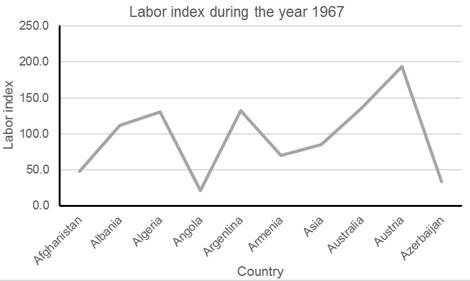 Labor index during the year 1967
Labor index
250.0
200.0
150.0
100.0
50.0
0.0
Afghanistan
Albania
Algeria
Angola
Argentina
Armenia
Asia
Australia
Austria
Azerbaijan
Country